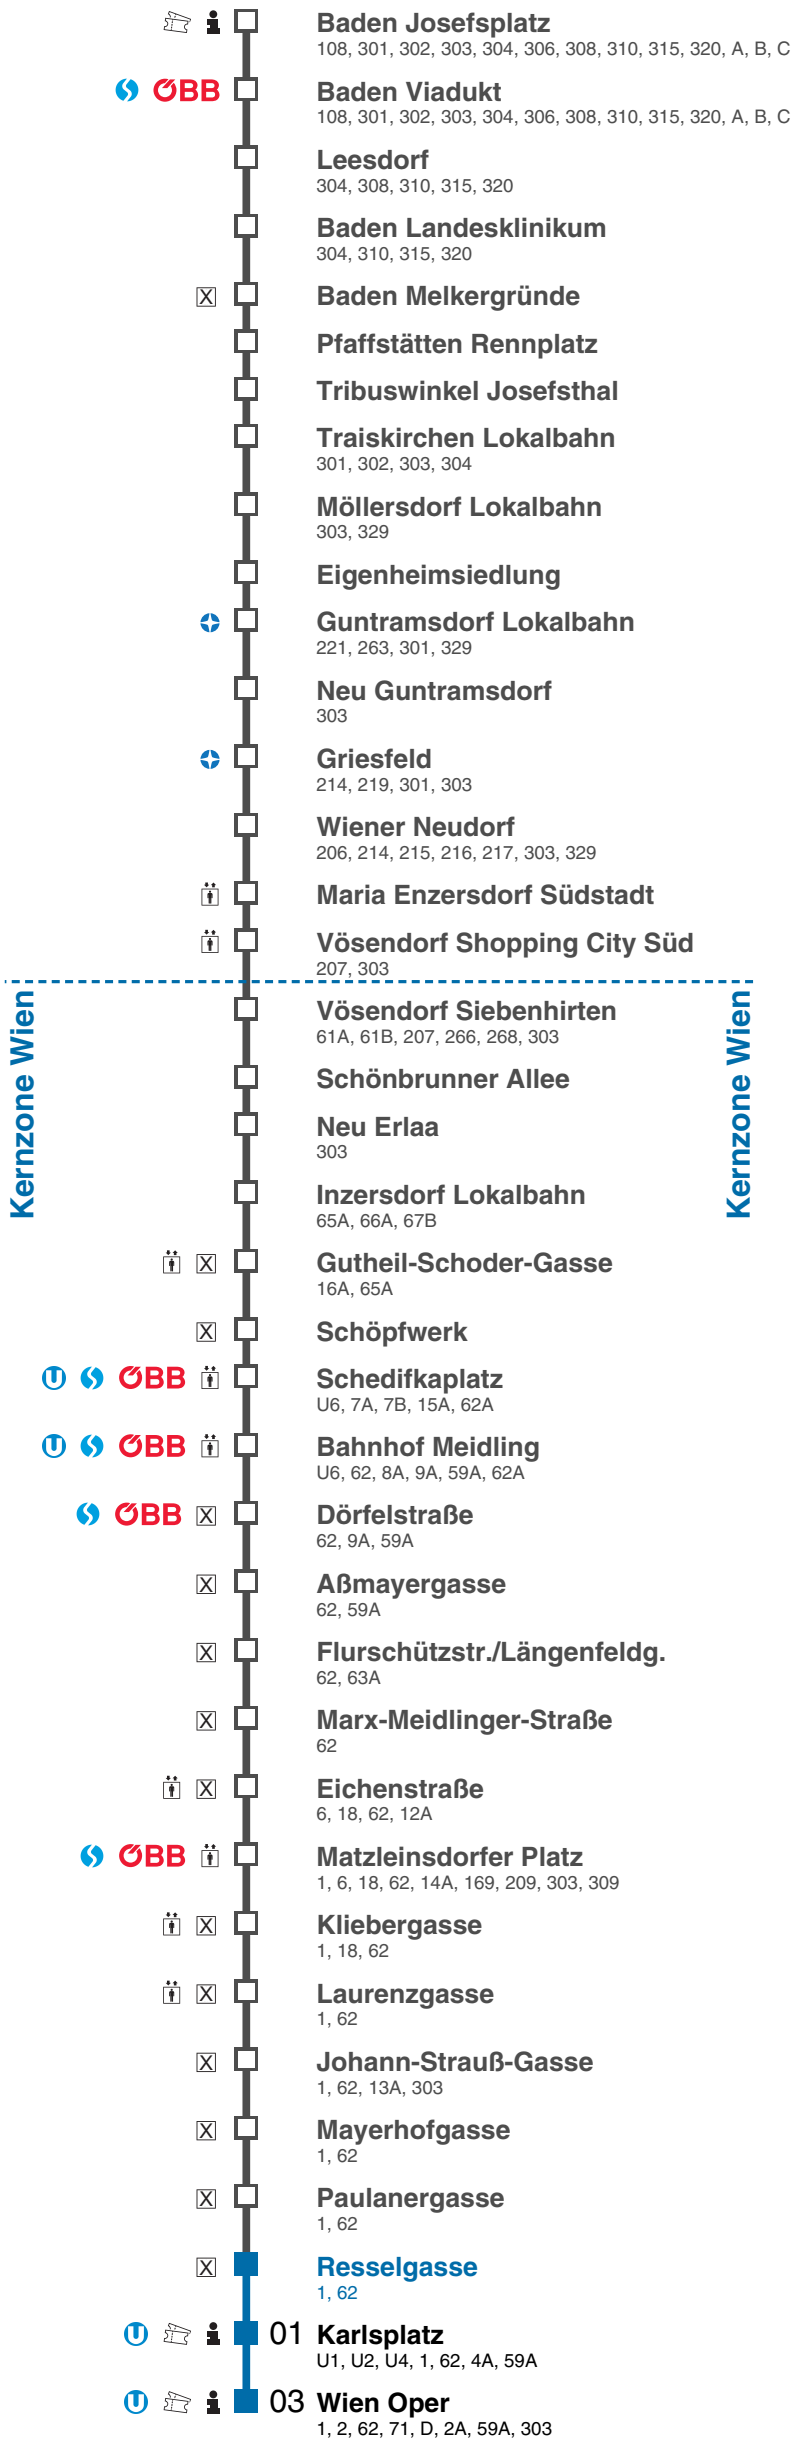 Baden Josefsplatz
108, 301, 302, 303, 304, 306, 308, 310, 315, 320, A, B, C
ÖBB
Baden Viadukt
108, 301, 302, 303, 304, 306, 308, 310, 315, 320, A, B, C
Leesdorf
304, 308, 310, 315, 320
Baden Landesklinikum
304, 310, 315, 320
X Baden Melkergründe
Pfaffstätten Rennplatz
Tribuswinkel Josefsthal
Traiskirchen Lokalbahn
301, 302, 303, 304
Möllersdorf Lokalbahn
303, 329
Eigenheimsiedlung
Guntramsdorf Lokalbahn
221, 263, 301, 329
Neu Guntramsdorf
303
Griesfeld
214, 219, 301, 303
Wiener Neudorf
206, 214, 215, 216, 217, 303, 329
Maria Enzersdorf Südstadt
Vösendorf Shopping City Süd
207, 303
Kernzone Wien
Kernzone Wien
Vösendorf Siebenhirten
61A, 61B, 207, 266, 268, 303
Schönbrunner Allee
Neu Erlaa
303
Inzersdorf Lokalbahn
65A, 66A, 67B
X Gutheil-Schoder-Gasse
16A, 65A
X Schöpfwerk
U S ÖBB Schedifkaplatz
U6, 7A, 7B, 15A, 62A
U S ÖBB Bahnhof Meidling
U6, 62, 8A, 9A, 59A, 62A
S ÖBB X Dörfelstraße
62, 9A, 59A
X Aßmayergasse
62, 59A
X Flurschützstr./Längenfeldg.
62, 63A
X Marx-Meidlinger-Straße
62
X Eichenstraße
6, 18, 62, 12A
S ÖBB Matzleinsdorfer Platz
1, 6, 18, 62, 14A, 169, 209, 303, 309
X Kliebergasse
1, 18, 62
X Laurenzgasse
1, 62
X Johann-Strauß-Gasse
1, 62, 13A, 303
X Mayerhofgasse
1, 62
X Paulanergasse
1, 62
X Resselgasse
1, 62
U i 01 Karlsplatz
U1, U2, U4, 1, 62, 4A, 59A
U i 03 Wien Oper
1, 2, 62, 71, D, 2A, 59A, 303